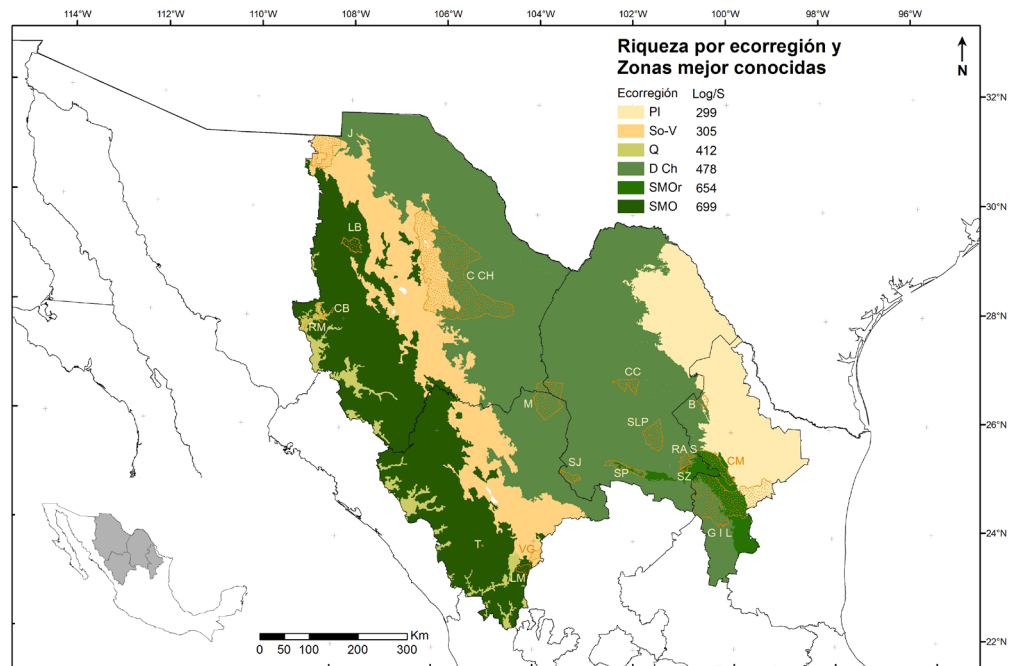 114°W 112°W 110°W 108°W 106°W 104°W 102°W 100°W 98°W 96°W
Riqueza por ecorregión y
Zonas mejor conocidas
N
Ecorregión Log/S
Pl 299
So-V 305
Q 412
D Ch 478
SMOr 654
SMO 699
32°N
30°N
28°N
26°N
24°N
22°N
J
LB
C CH
CB
RM
CC
M
B
SLP
RA S
CM
SJ
SP
SZ
G I L
T
VG
LM
Km
0 50 100 200 300